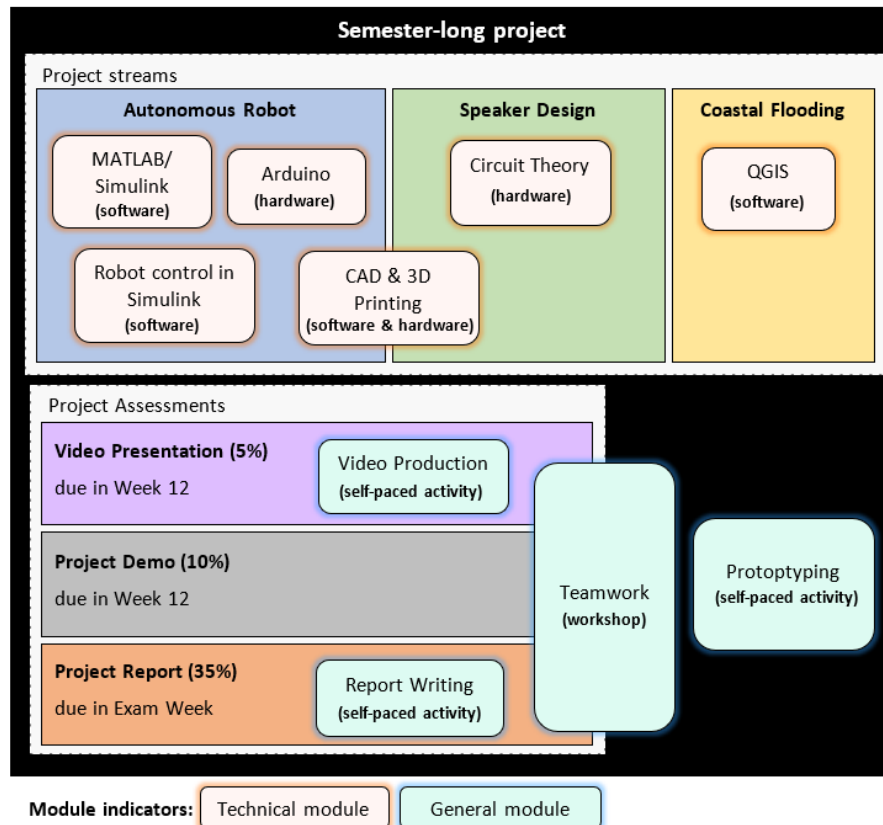 Semester-long project
Project streams
Autonomous Robot
MATLAB/
Simulink
(software)
Arduino
(hardware)
Robot control in
Simulink
(software)
CAD & 3D
Printing
(software & hardware)
Speaker Design
Circuit Theory
(hardware)
Coastal Flooding
QGIS
(software)
Project Assessments
Video Presentation (5%)
due in Week 12
Video Production
(self-paced activity)
Project Demo (10%)
due in Week 12
Project Report (35%)
due in Exam Week
Report Writing
(self-paced activity)
Teamwork
(workshop)
Protoptyping
(self-paced activity)
Module indicators:
Technical module
General module